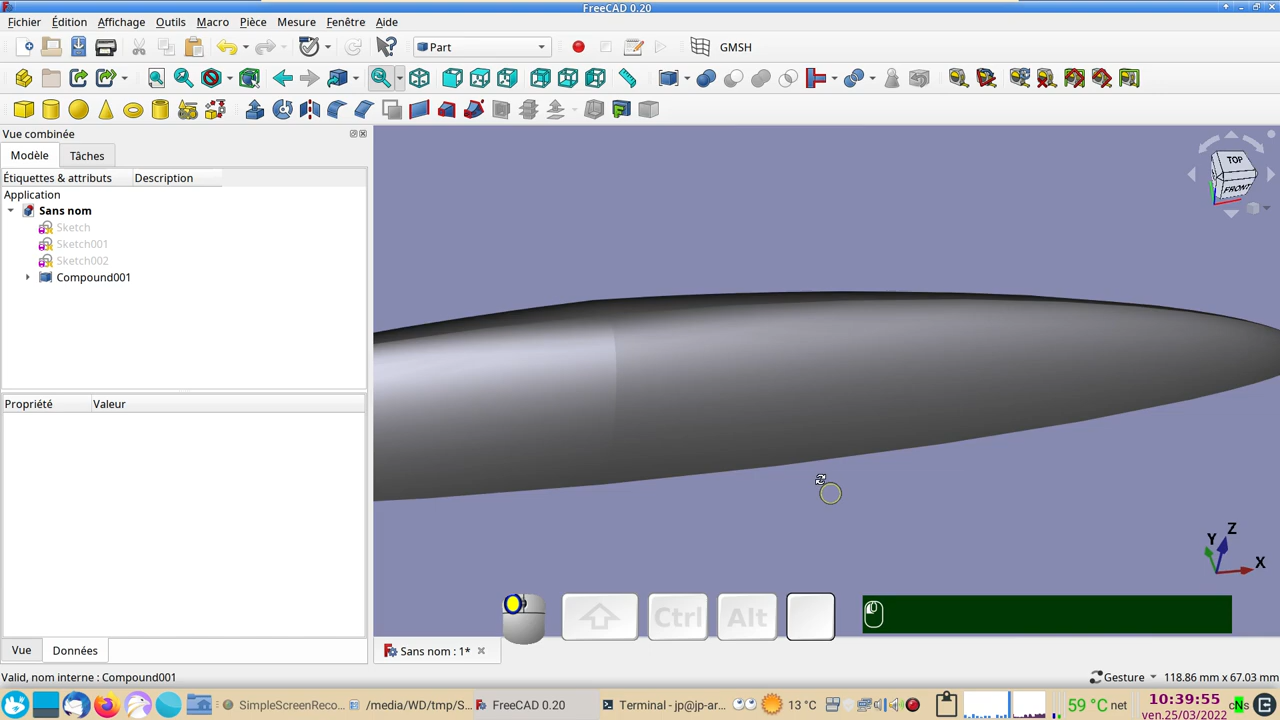 FreeCAD 0.20
Fichier Édition Affichage Outils Macro Pièce Mesure Fenêtre Aide
Part GMSH
Vue combinée
Modèle Tâches
Étiquettes & attributs Description
Application
Sans nom
Sketch
Sketch001
Sketch002
Compound001
TOP
FRONT
Propriété Valeur
Z
Y
X
Ctrl Alt
Vue Données
Sans nom : 1*
Valid, nom interne : Compound001
Gesture 118.86 mm x 67.03 mm
SimpleScreenReco... /media/WD/tmp/S... FreeCAD 0.20 Terminal - jp@jp-ar... 13 °C 59 °C net 10:39:55
ven.25/03/2022